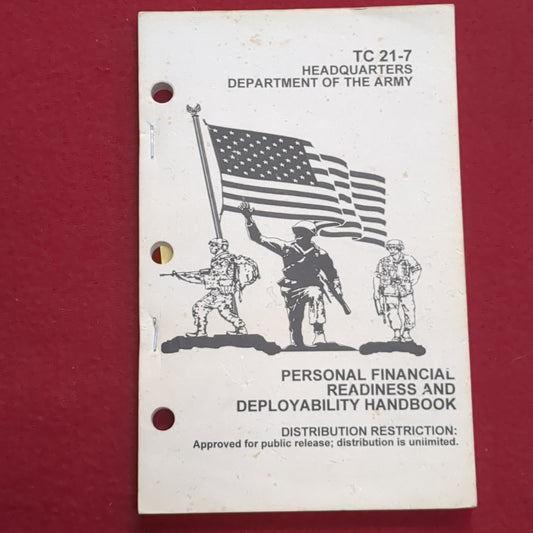 TC 21-7
HEADQUARTERS
DEPARTMENT OF THE ARMY
PERSONAL FINANCIAL
READINESS AND
DEPLOYABILITY HANDBOOK
DISTRIBUTION RESTRICTION:
Approved for public release; distribution is uniimited.